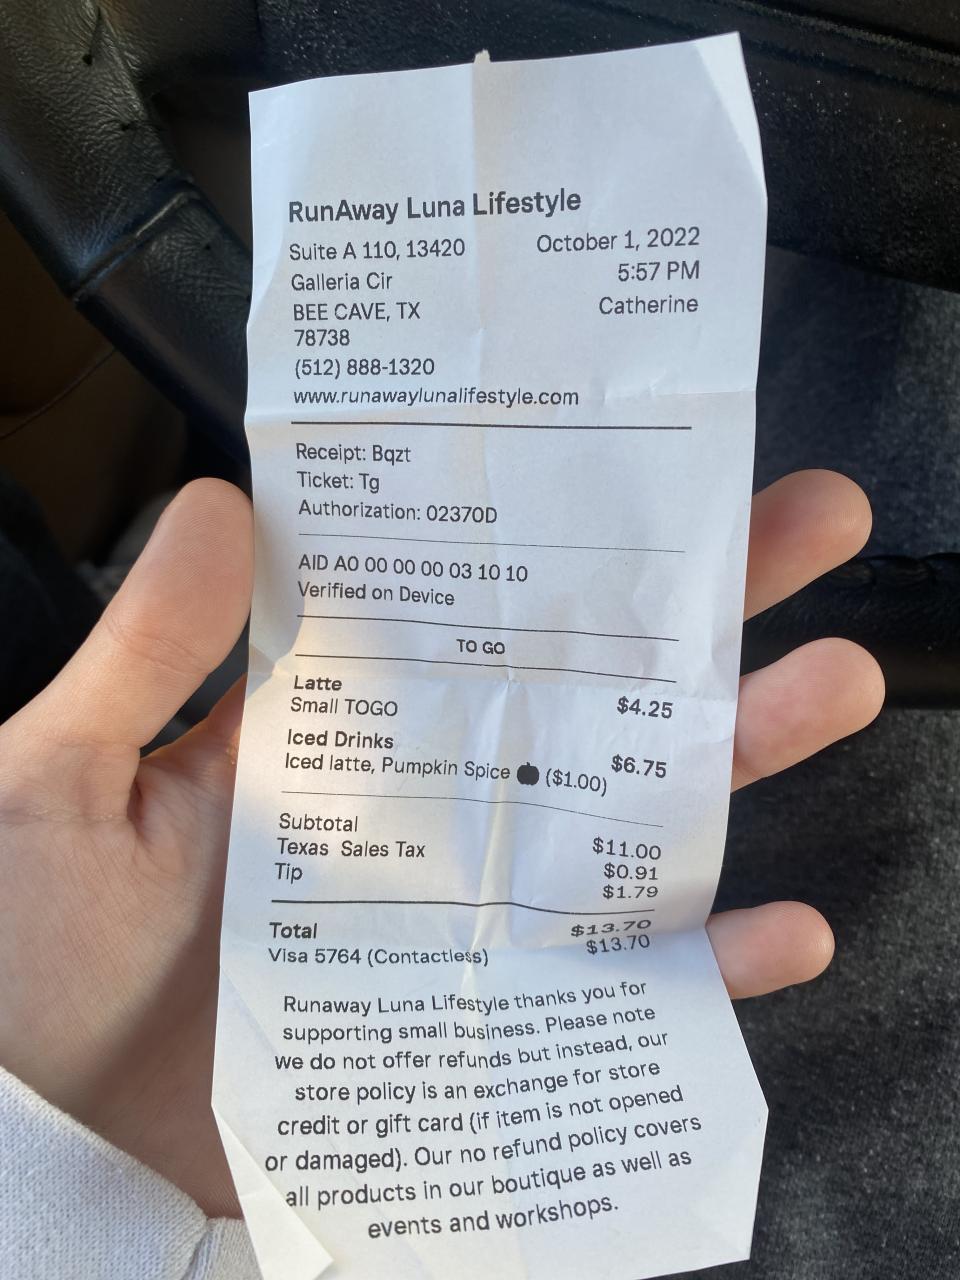 RunAway Luna Lifestyle
Suite A 110, 13420 October 1, 2022
Galleria Cir 5:57 PM
BEE CAVE, TX Catherine
78738
(512) 888-1320
www.runawaylunalifestyle.com
Receipt: Bqzt
Ticket: Tg
Authorization: 02370D
AID A0 00 00 00 03 10 10
Verified on Device
TO GO
Latte
Small TOGO $4.25
Iced Drinks
Iced latte, Pumpkin Spice ($1.00) $6.75
Subtotal $11.00
Texas Sales Tax $0.91
Tip $1.79
Total $13.70
Visa 5764 (Contactless) $13.70
Runaway Luna Lifestyle thanks you for
supporting small business. Please note
we do not offer refunds but instead, our
store policy is an exchange for store
credit or gift card (if item is not opened
or damaged). Our no refund policy covers
all products in our boutique as well as
events and workshops.